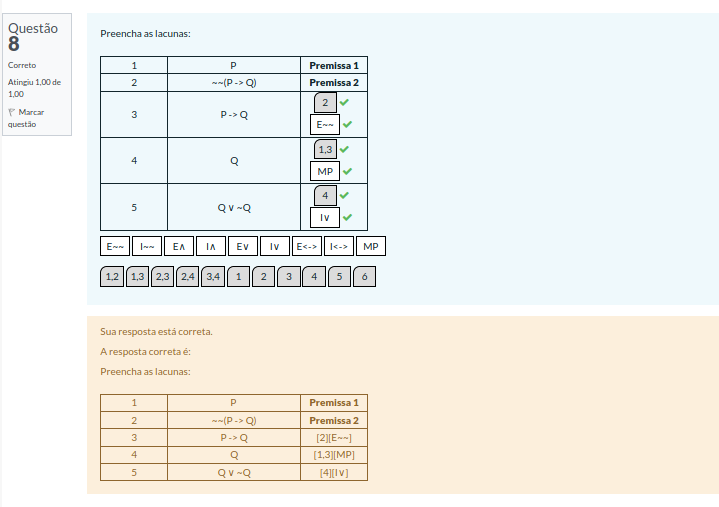 Questão
8
Correto
Atingiu 1,00 de
1,00
Marcar
questão
Preencha as lacunas:
1 P Premissa 1
2 ~~(P -> Q) Premissa 2
3 P -> Q 2
E~~
4 Q 1,3
MP
5 Q ∨ ~Q 4
I∨
E~~ I~~ E∧ I∧ E∨ I∨ E<-> I<-> MP
1,2 1,3 2,3 2,4 3,4 1 2 3 4 5 6
Sua resposta está correta.
A resposta correta é:
Preencha as lacunas:
1 P Premissa 1
2 ~~(P -> Q) Premissa 2
3 P -> Q [2][E~~]
4 Q [1,3][MP]
5 Q ∨ ~Q [4][I∨]